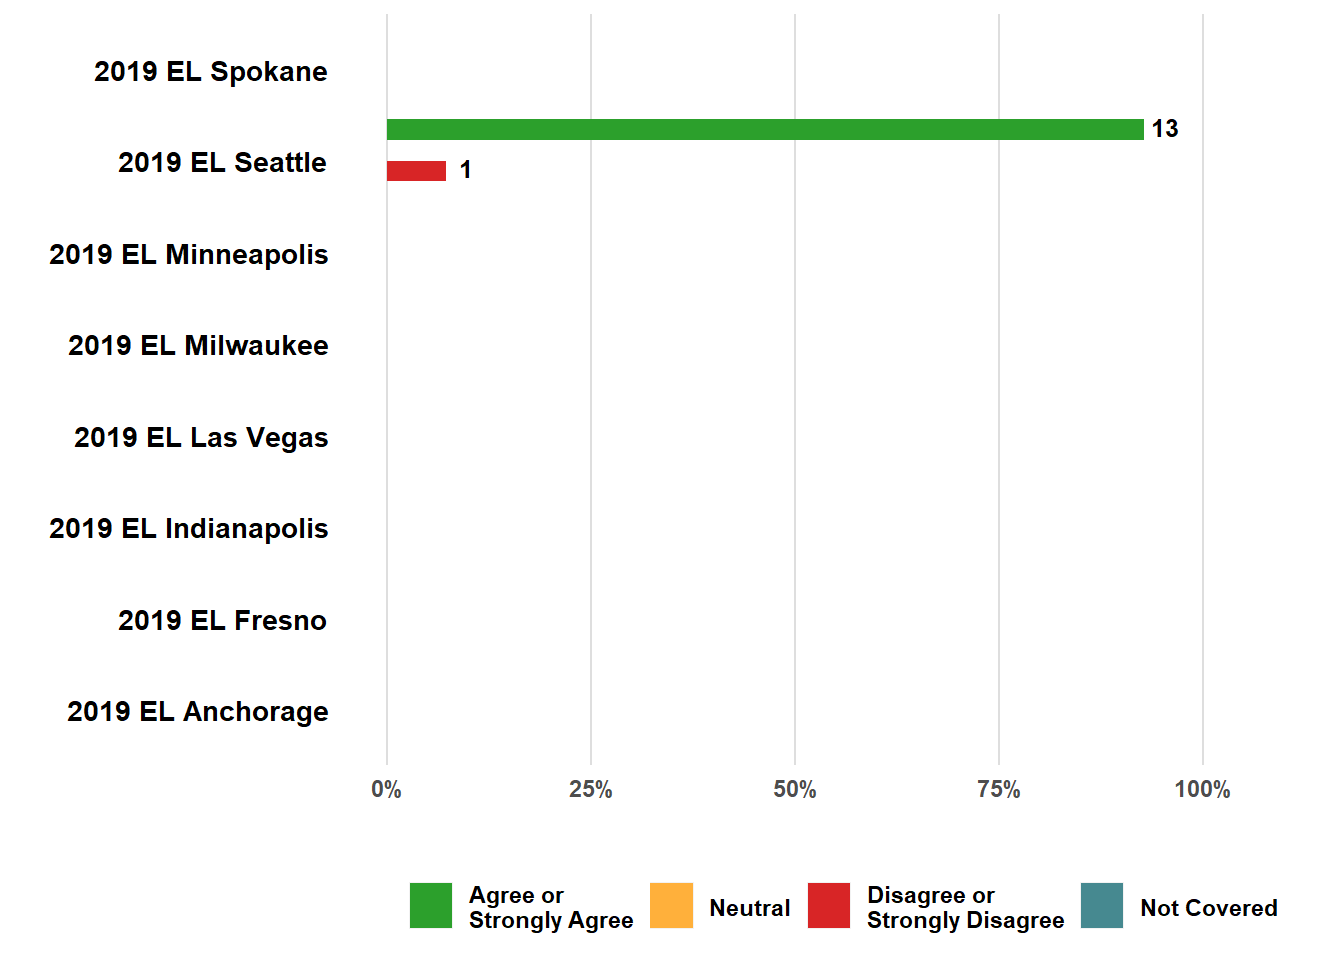 2019 EL Spokane
13
2019 EL Seattle
1
2019 EL Minneapolis
2019 EL Milwaukee
2019 EL Las Vegas
2019 EL Indianapolis
2019 EL Fresno
2019 EL Anchorage
0% 25% 50% 75% 100%
Agree or
Strongly Agree
Neutral
Disagree or
Strongly Disagree
Not Covered